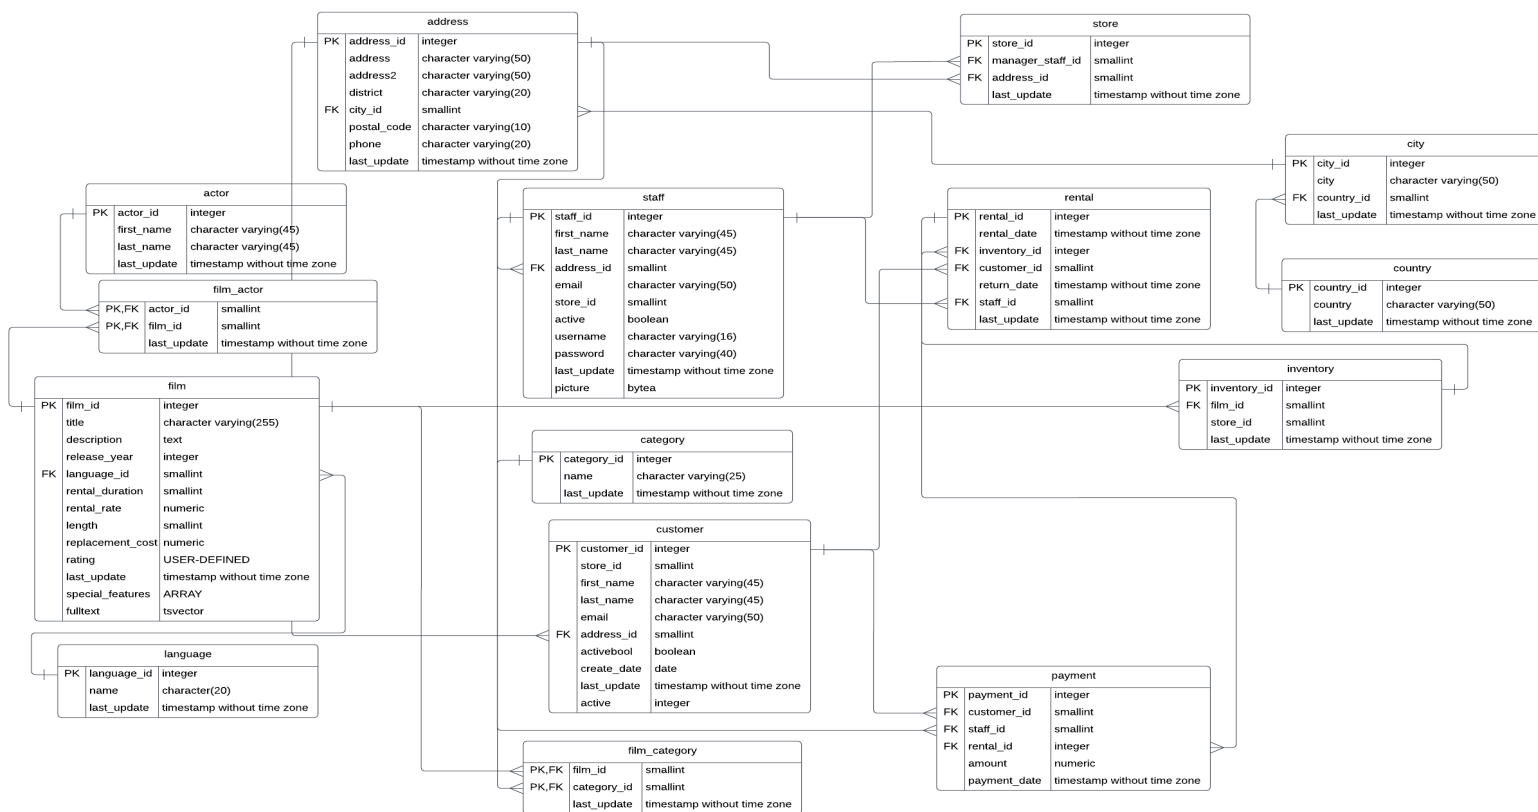 address
PK address_id integer
address character varying(50)
address2 character varying(50)
district character varying(20)
FK city_id smallint
postal_code character varying(10)
phone character varying(20)
last_update timestamp without time zone
store
PK store_id integer
FK manager_staff_id smallint
FK address_id smallint
last_update timestamp without time zone
city
PK city_id integer
city character varying(50)
FK country_id smallint
last_update timestamp without time zone
actor
PK actor_id integer
first_name character varying(45)
last_name character varying(45)
last_update timestamp without time zone
staff
PK staff_id integer
first_name character varying(45)
last_name character varying(45)
FK address_id smallint
email character varying(50)
store_id smallint
active boolean
username character varying(16)
password character varying(40)
last_update timestamp without time zone
picture bytea
rental
PK rental_id integer
rental_date timestamp without time zone
FK inventory_id integer
FK customer_id smallint
return_date timestamp without time zone
FK staff_id smallint
last_update timestamp without time zone
country
PK country_id integer
country character varying(50)
last_update timestamp without time zone
film_actor
PK,FK actor_id smallint
PK,FK film_id smallint
last_update timestamp without time zone
film
PK film_id integer
title character varying(255)
description text
release_year integer
FK language_id smallint
rental_duration smallint
rental_rate numeric
length smallint
replacement_cost numeric
rating USER-DEFINED
last_update timestamp without time zone
special_features ARRAY
fulltext tsvector
inventory
PK inventory_id integer
FK film_id smallint
store_id smallint
last_update timestamp without time zone
category
PK category_id integer
name character varying(25)
last_update timestamp without time zone
customer
PK customer_id integer
store_id smallint
first_name character varying(45)
last_name character varying(45)
email character varying(50)
FK address_id smallint
activebool boolean
create_date date
last_update timestamp without time zone
active integer
language
PK language_id integer
name character(20)
last_update timestamp without time zone
payment
PK payment_id integer
FK customer_id smallint
FK staff_id smallint
FK rental_id integer
amount numeric
payment_date timestamp without time zone
film_category
PK,FK film_id smallint
PK,FK category_id smallint
last_update timestamp without time zone